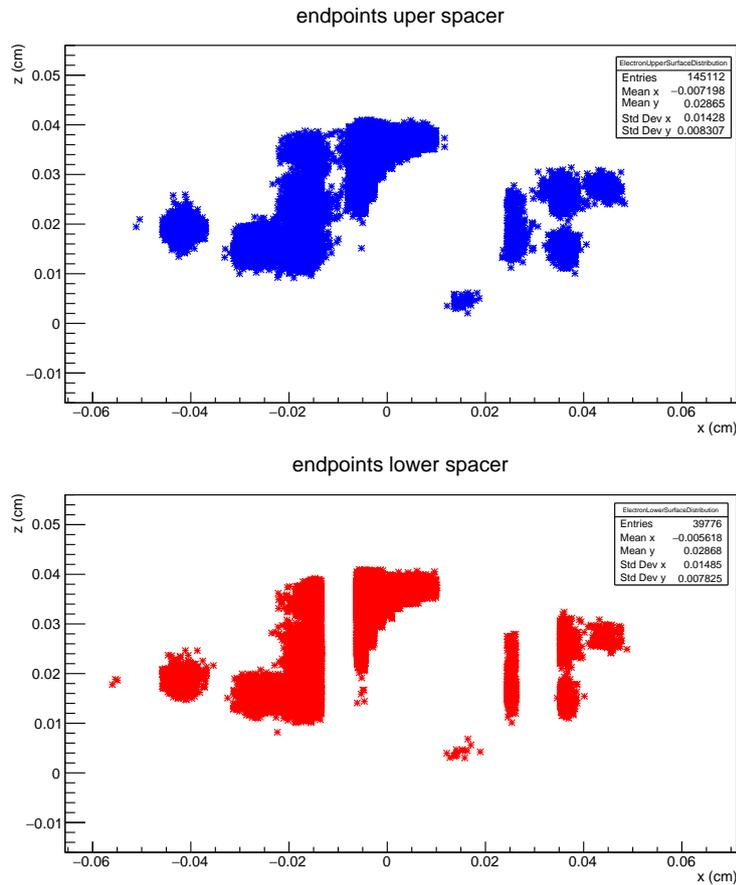 endpoints uper spacer
z (cm)
0.05
0.04
0.03
0.02
0.01
0
−0.01
−0.06
−0.04
−0.02
0
0.02
0.04
0.06
x (cm)
ElectronUpperSurfaceDistribution
Entries 145112
Mean x −0.007198
Mean y 0.02865
Std Dev x 0.01428
Std Dev y 0.008307
endpoints lower spacer
z (cm)
0.05
0.04
0.03
0.02
0.01
0
−0.01
−0.06
−0.04
−0.02
0
0.02
0.04
0.06
x (cm)
ElectronLowerSurfaceDistribution
Entries 39776
Mean x −0.005618
Mean y 0.02868
Std Dev x 0.01485
Std Dev y 0.007825